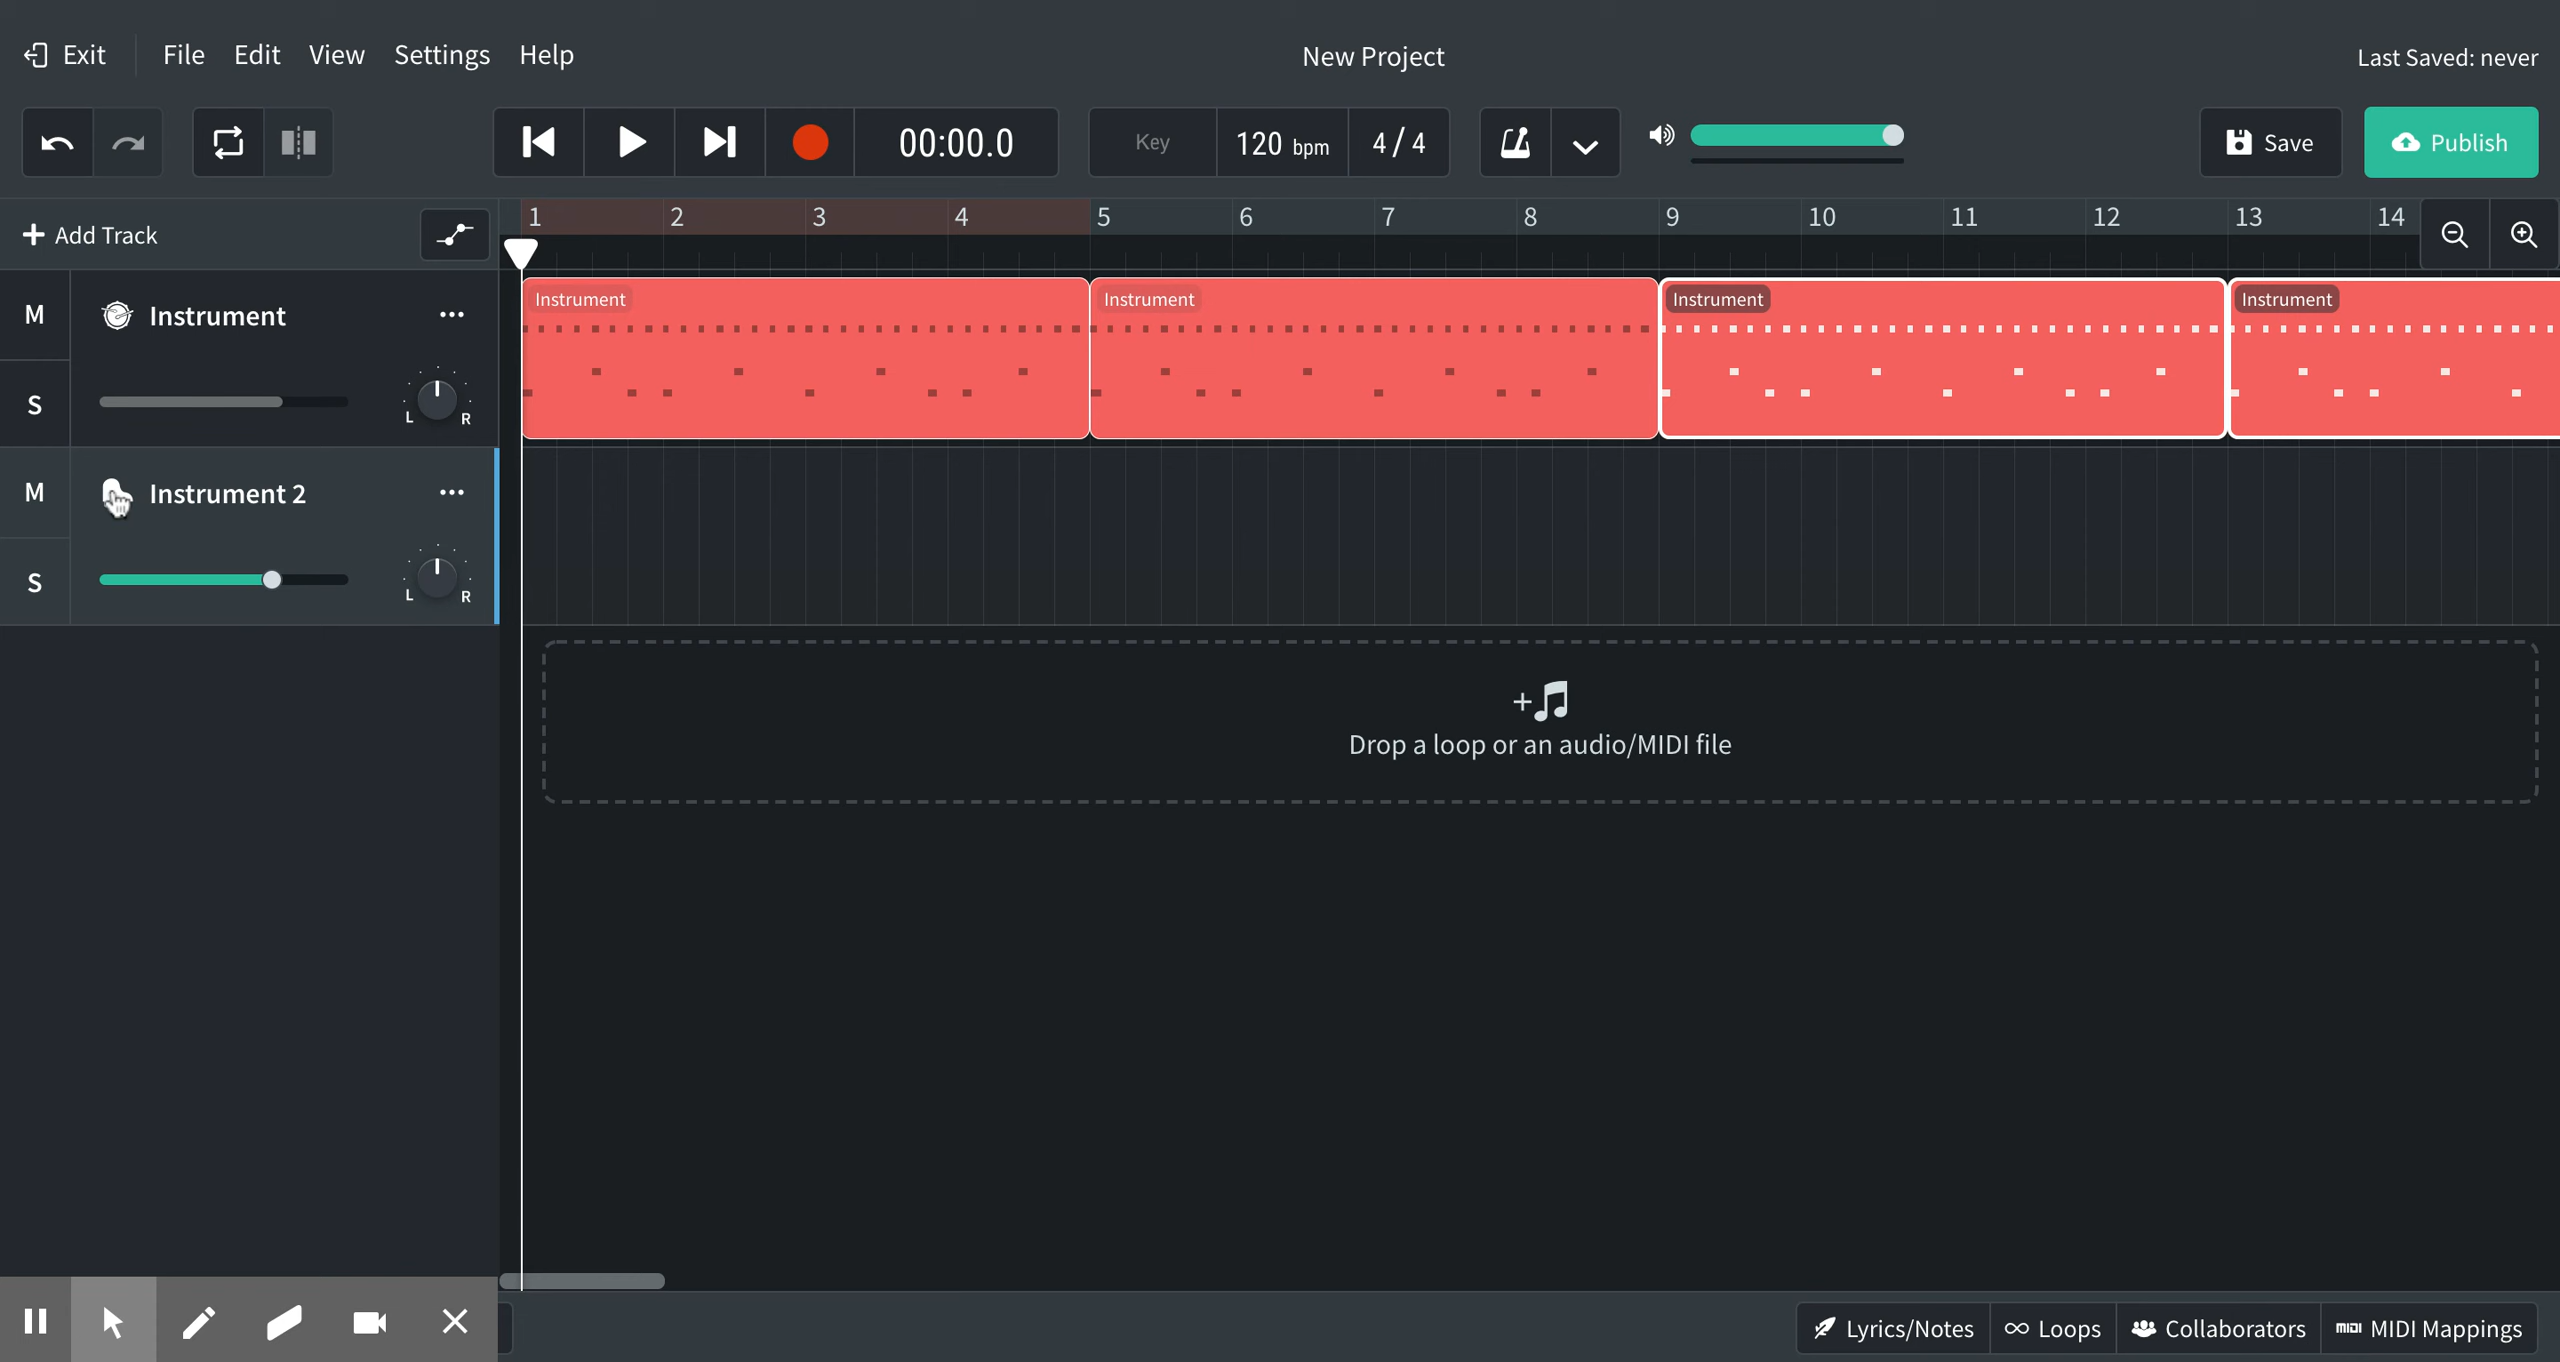 Exit File Edit View Settings Help New Project Last Saved: never
00:00.0 Key 120 bpm 4 / 4 Save Publish
Add Track 1 2 3 4 5 6 7 8 9 10 11 12 13 14
M Instrument ... Instrument Instrument Instrument Instrument
S L R
M Instrument 2 ...
S L R
Drop a loop or an audio/MIDI file
Lyrics/Notes Loops Collaborators MIDI MIDI Mappings